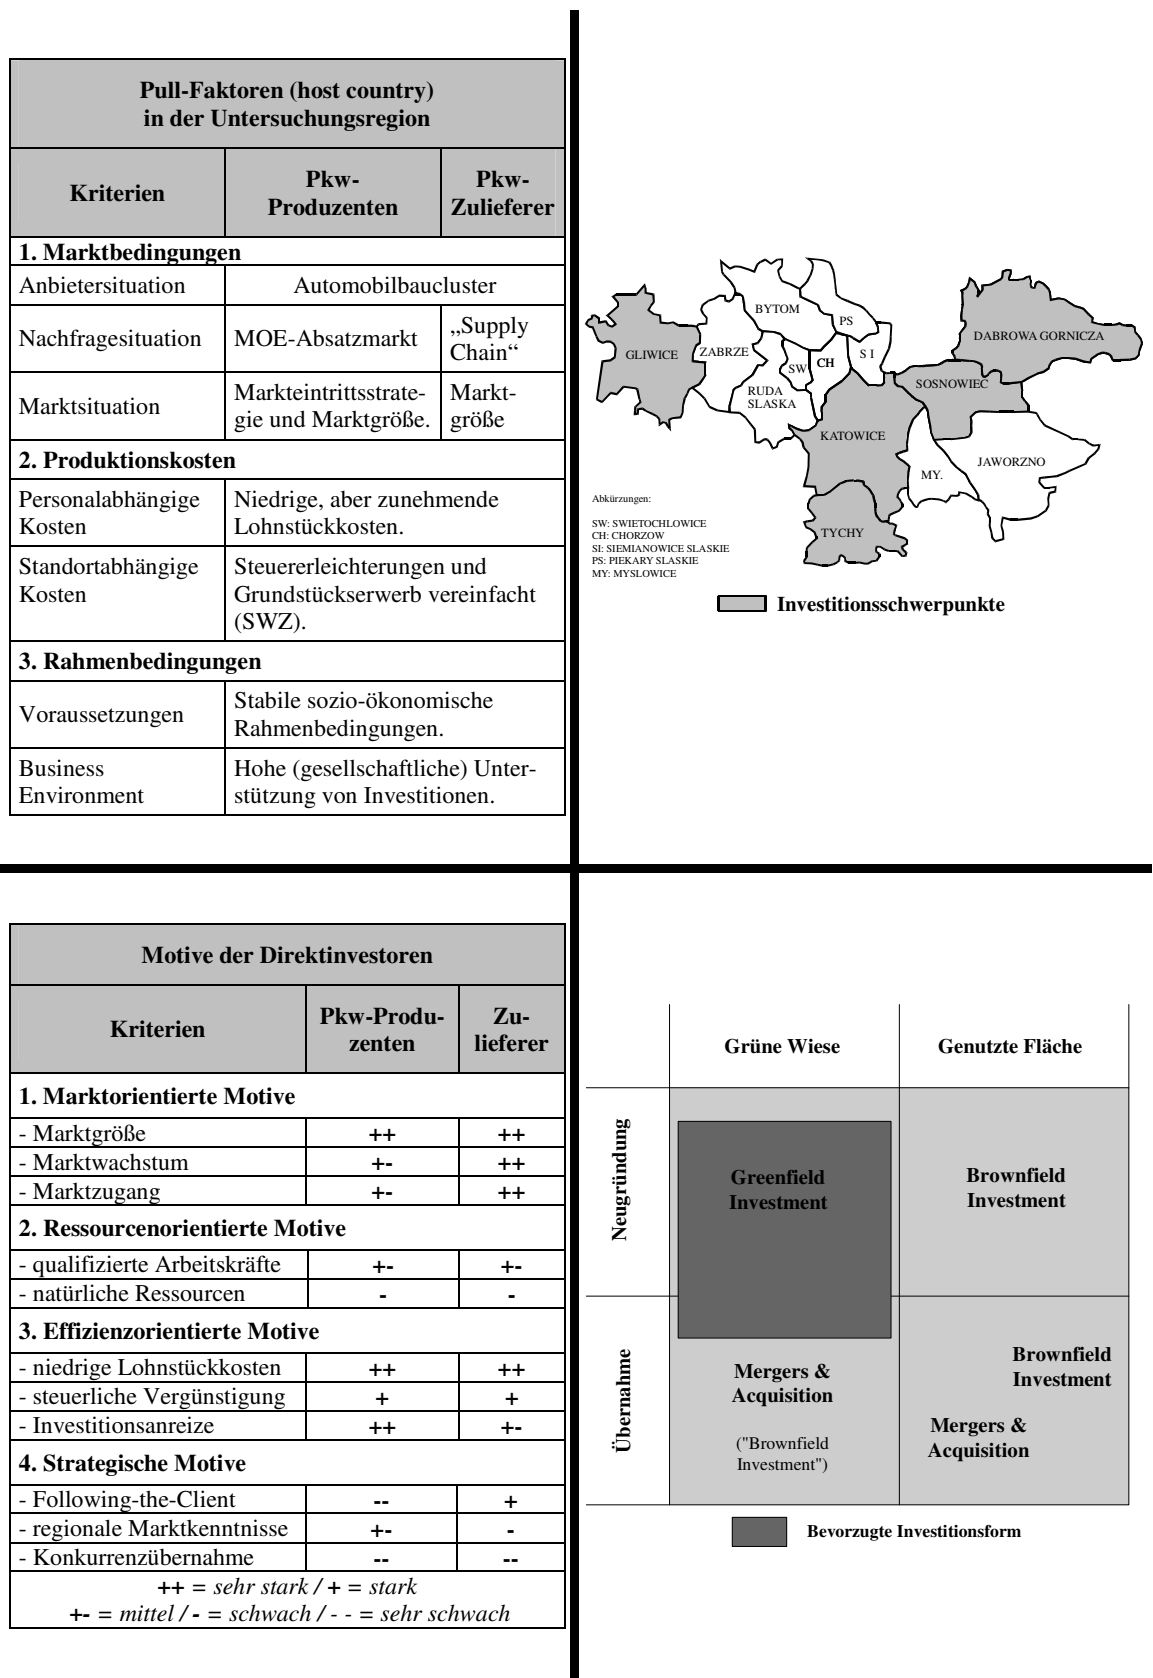 Pull-Faktoren (host country)
in der Untersuchungsregion
Kriterien
Pkw-
Produzenten
Pkw-
Zulieferer
1. Marktbedingungen
Anbietersituation
Automobilbaucluster
Nachfragesituation
MOE-Absatzmarkt
„Supply
Chain“
Marktsituation
Markteintrittsstrate-
gie und Marktgröße.
Markt-
größe
2. Produktionskosten
Personalabhängige
Kosten
Niedrige, aber zunehmende
Lohnstückkosten.
Standortabhängige
Kosten
Steuererleichterungen und
Grundstückserwerb vereinfacht
(SWZ).
3. Rahmenbedingungen
Voraussetzungen
Stabile sozio-ökonomische
Rahmenbedingungen.
Business
Environment
Hohe (gesellschaftliche) Unter-
stützung von Investitionen.
BYTOM
PS
DABROWA GORNICZA
GLIWICE
ZABRZE
SW
CH
S I
SOSNOWIEC
RUDA
SLASKA
KATOWICE
JAWORZNO
MY.
TYCHY
Abkürzungen:
SW: SWIETOCHLOWICE
CH: CHORZOW
SI: SIEMIANOWICE SLASKIE
PS: PIEKARY SLASKIE
MY: MYSLOWICE
Investitionsschwerpunkte
Motive der Direktinvestoren
Kriterien
Pkw-Produ-
zenten
Zu-
lieferer
1. Marktorientierte Motive
- Marktgröße ++ ++
- Marktwachstum +- ++
- Marktzugang +- ++
2. Ressourcenorientierte Motive
- qualifizierte Arbeitskräfte +- +-
- natürliche Ressourcen - -
3. Effizienzorientierte Motive
- niedrige Lohnstückkosten ++ ++
- steuerliche Vergünstigung + +
- Investitionsanreize ++ +-
4. Strategische Motive
- Following-the-Client -- +
- regionale Marktkenntnisse +- -
- Konkurrenzübernahme -- --
++ = sehr stark / + = stark
+- = mittel / - = schwach / - - = sehr schwach
Grüne Wiese
Genutzte Fläche
Neugründung
Greenfield
Investment
Brownfield
Investment
Übernahme
Mergers &
Acquisition
("Brownfield
Investment")
Brownfield
Investment
Mergers &
Acquisition
Bevorzugte Investitionsform